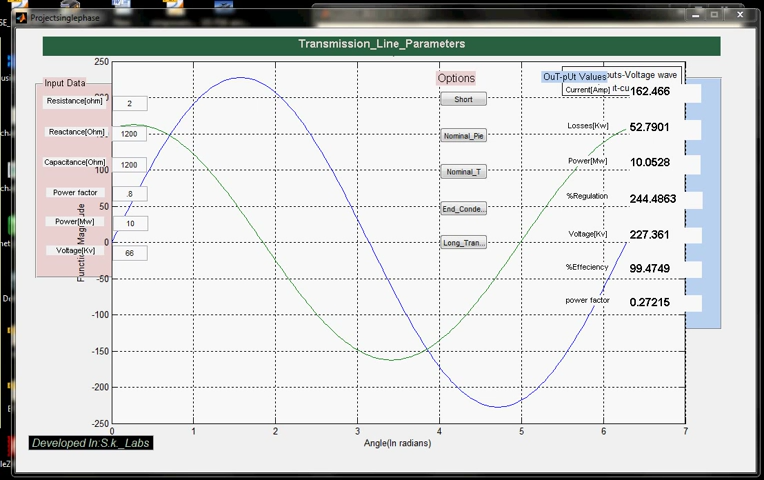 Projectsinglephase
Transmission_Line_Parameters
Input Data
Resistance[ohm] 2
Reactance[Ohm] 1200
Capacitance[Ohm] 1200
Power factor .8
Power[Mw] 10
Voltage[Kv] 66
Options
Short
Nominal_Pie
Nominal_T
End_Conde...
Long_Tran...
OuT-pUt Values
uts-Voltage wave
Current[Amp] 162.466
Losses[Kw] 52.7901
Power[Mw] 10.0528
%Regulation 244.4863
Voltage[Kv] 227.361
%Effeciency 99.4749
power factor 0.27215
250
200
100
50
0
-50
-100
-150
-200
-250
0 1 2 3 4 5 6 7
Angle(In radians)
Magnitude
Developed In:S.k._Labs